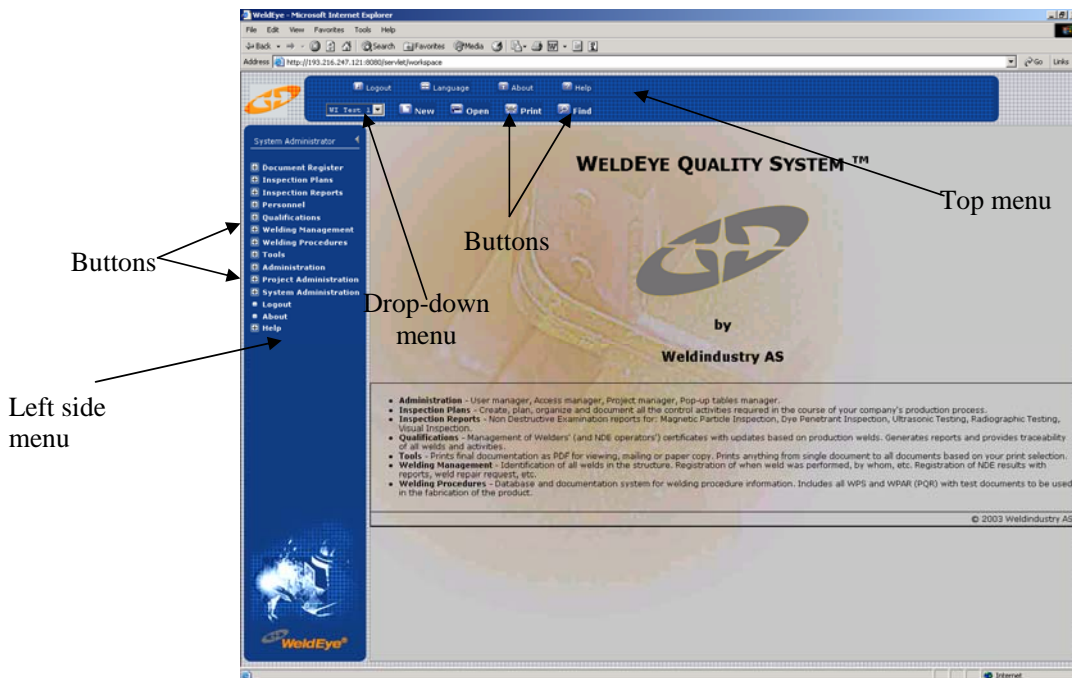 WeldEye - Microsoft Internet Explorer
File Edit View Favorites Tools Help
Back Search Favorites Media
Address http://193.216.247.121:8080/servlet/workspace Go Links
Logout Language About Help
WI Test 1 New Open Print Find
System Administrator
Document Register
Inspection Plans
Inspection Reports
Personnel
Qualifications
Welding Management
Welding Procedures
Tools
Administration
Project Administration
System Administration
Logout
About
Help
WELDEYE QUALITY SYSTEM ™
Top menu
Buttons
Buttons
Drop-down
menu
by
Weldindustry AS
Left side
menu
• Administration - User manager, Access manager, Project manager, Pop-up tables manager.
• Inspection Plans - Create, plan, organize and document all the control activities required in the course of your company's production process.
• Inspection Reports - Non Destructive Examination reports for: Magnetic Particle Inspection, Dye Penetrant Inspection, Ultrasonic Testing, Radiographic Testing,
Visual Inspection.
• Qualifications - Management of Welders' (and NDE operators') certificates with updates based on production welds. Generates reports and provides traceability
of all welds and activities.
• Tools - Prints final documentation as PDF for viewing, mailing or paper copy. Prints anything from single document to all documents based on your print selection.
• Welding Management - Identification of all welds in the structure. Registration of when weld was performed, by whom, etc. Registration of NDE results with
reports, weld repair request, etc.
• Welding Procedures - Database and documentation system for welding procedure information. Includes all WPS and WPAR (PQR) with test documents to be used
in the fabrication of the product.
© 2003 Weldindustry AS
WeldEye®
Internet